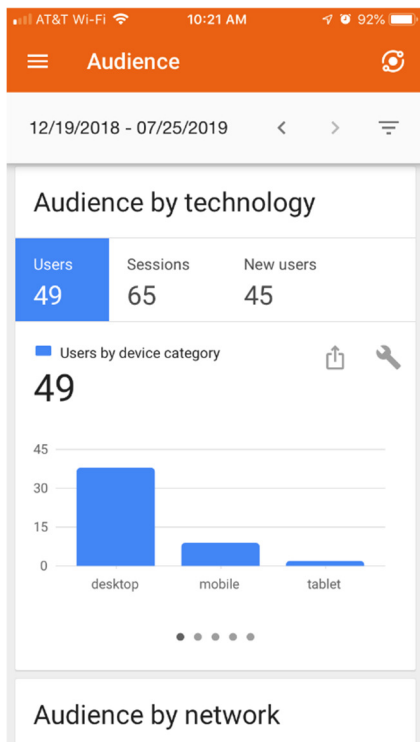 AT&T Wi-Fi 10:21 AM 92%
Audience
12/19/2018 - 07/25/2019
Audience by technology
Users Sessions New users
49 65 45
Users by device category
49
45
30
15
0
desktop mobile tablet
Audience by network